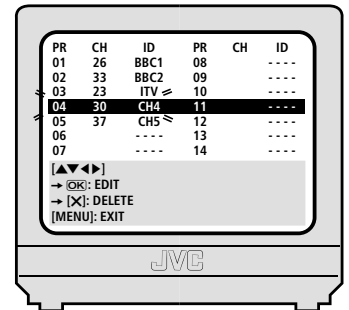 PR CH ID PR CH ID
01 26 BBC1 08 - - - -
02 33 BBC2 09 - - - -
03 23 ITV 10 - - - -
04 30 CH4 11 - - - -
05 37 CH5 12 - - - -
06 - - - - 13 - - - -
07 - - - - 14 - - - -
[▲▼◀▶]
→ OK: EDIT
→ [X]: DELETE
[MENU]: EXIT
JVC